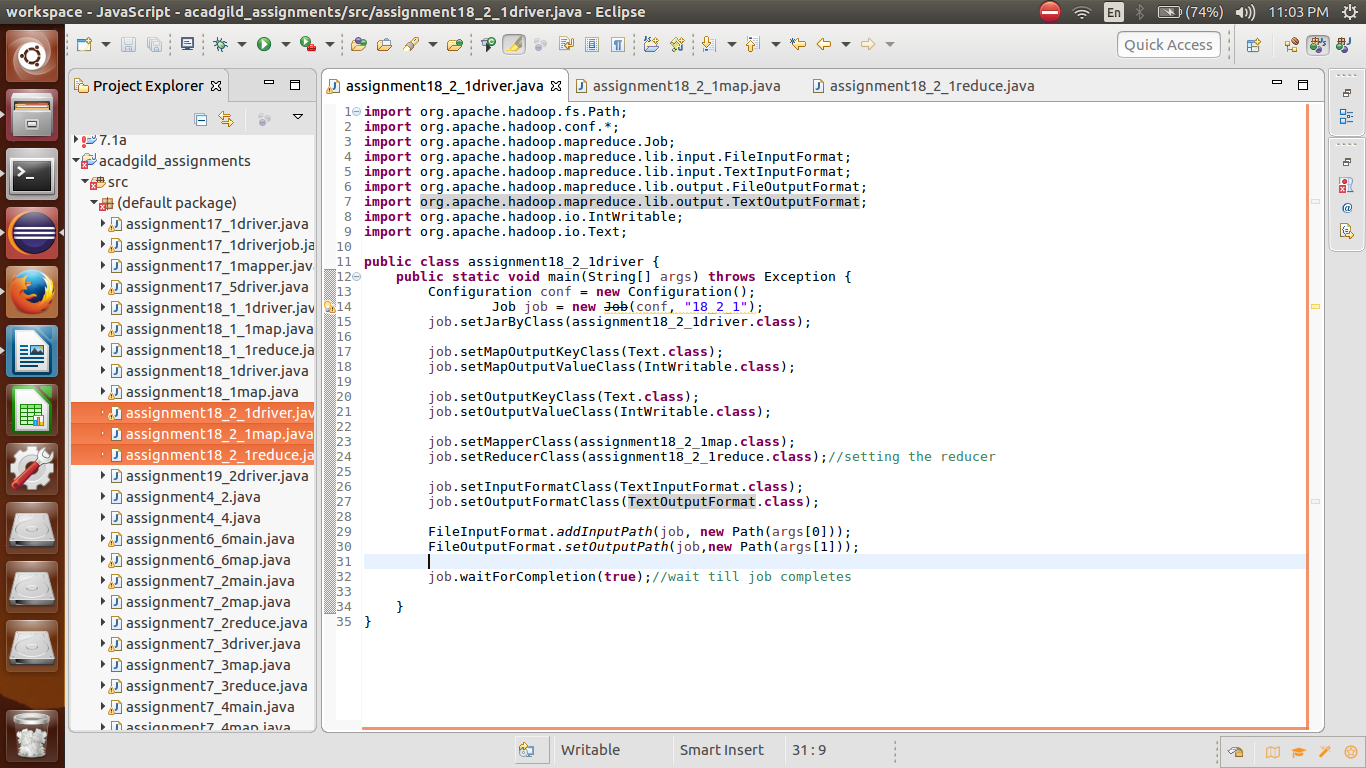 workspace - JavaScript - acadgild_assignments/src/assignment18_2_1driver.java - Eclipse
En
(74%)
11:03 PM
Quick Access
Project Explorer
7.1a
acadgild_assignments
src
(default package)
assignment17_1driver.java
assignment17_1driverjob.ja
assignment17_1mapper.java
assignment17_5driver.java
assignment18_1_1driver.java
assignment18_1_1map.java
assignment18_1_1reduce.ja
assignment18_1driver.java
assignment18_1map.java
assignment18_2_1driver.jav
assignment18_2_1map.java
assignment18_2_1reduce.ja
assignment19_2driver.java
assignment4_2.java
assignment4_4.java
assignment6_6main.java
assignment6_6map.java
assignment7_2main.java
assignment7_2map.java
assignment7_2reduce.java
assignment7_3driver.java
assignment7_3map.java
assignment7_3reduce.java
assignment7_4main.java
assignment7_4map.java
assignment18_2_1driver.java
assignment18_2_1map.java
assignment18_2_1reduce.java
1 import org.apache.hadoop.fs.Path;
2 import org.apache.hadoop.conf.*;
3 import org.apache.hadoop.mapreduce.Job;
4 import org.apache.hadoop.mapreduce.lib.input.FileInputFormat;
5 import org.apache.hadoop.mapreduce.lib.input.TextInputFormat;
6 import org.apache.hadoop.mapreduce.lib.output.FileOutputFormat;
7 import org.apache.hadoop.mapreduce.lib.output.TextOutputFormat;
8 import org.apache.hadoop.io.IntWritable;
9 import org.apache.hadoop.io.Text;
10
11 public class assignment18_2_1driver {
12 public static void main(String[] args) throws Exception {
13 Configuration conf = new Configuration();
14 Job job = new Job(conf, "18_2_1");
15 job.setJarByClass(assignment18_2_1driver.class);
16
17 job.setMapOutputKeyClass(Text.class);
18 job.setMapOutputValueClass(IntWritable.class);
19
20 job.setOutputKeyClass(Text.class);
21 job.setOutputValueClass(IntWritable.class);
22
23 job.setMapperClass(assignment18_2_1map.class);
24 job.setReducerClass(assignment18_2_1reduce.class);//setting the reducer
25
26 job.setInputFormatClass(TextInputFormat.class);
27 job.setOutputFormatClass(TextOutputFormat.class);
28
29 FileInputFormat.addInputPath(job, new Path(args[0]));
30 FileOutputFormat.setOutputPath(job,new Path(args[1]));
31
32 job.waitForCompletion(true);//wait till job completes
33
34 }
35 }
Writable
Smart Insert
31 : 9